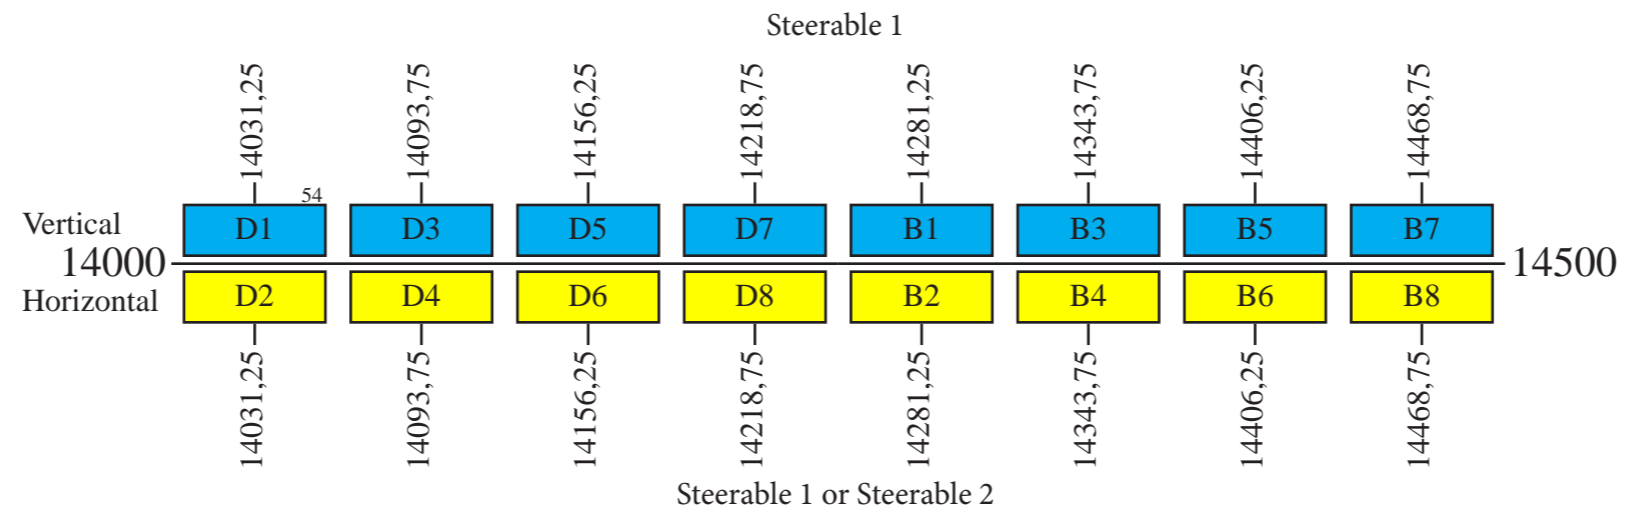 Steerable 1
14031,25 14093,75 14156,25 14218,75 14281,25 14343,75 14406,25 14468,75
54
Vertical D1 D3 D5 D7 B1 B3 B5 B7
14000 14500
Horizontal D2 D4 D6 D8 B2 B4 B6 B8
14031,25 14093,75 14156,25 14218,75 14281,25 14343,75 14406,25 14468,75
Steerable 1 or Steerable 2